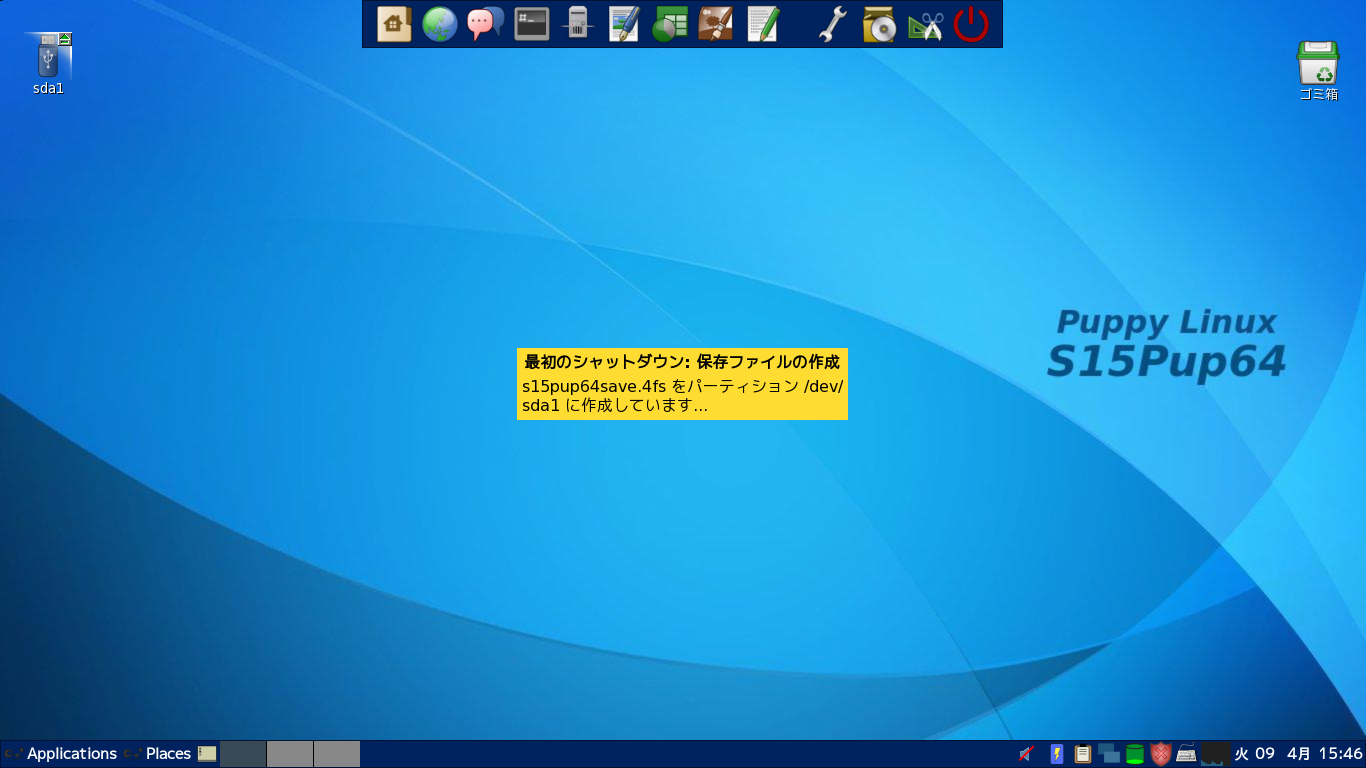 sda1
ゴミ箱
Puppy Linux
S15Pup64
最初のシャットダウン: 保存ファイルの作成
s15pup64save.4fs をパーティション /dev/
sda1 に作成しています...
Applications Places
火 09 4月 15:46